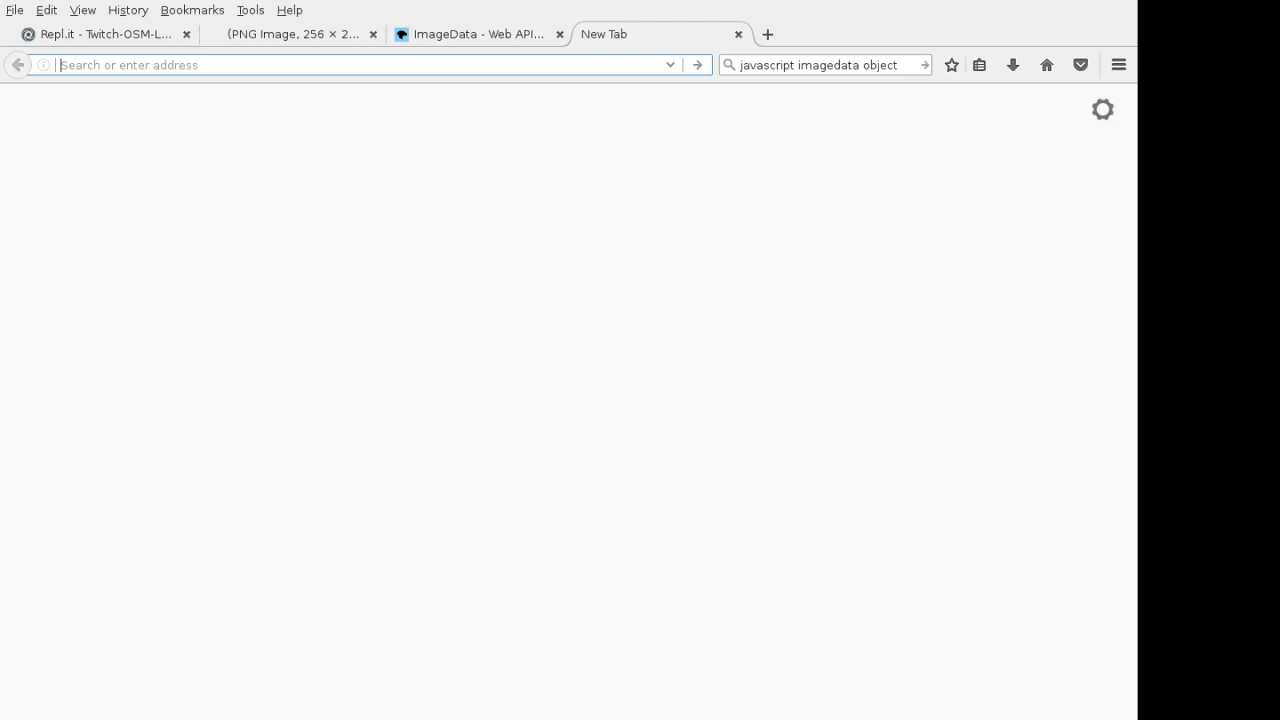 File Edit View History Bookmarks Tools Help
Repl.it - Twitch-OSM-L... (PNG Image, 256 × 2... ImageData - Web API... New Tab
Search or enter address javascript imagedata object